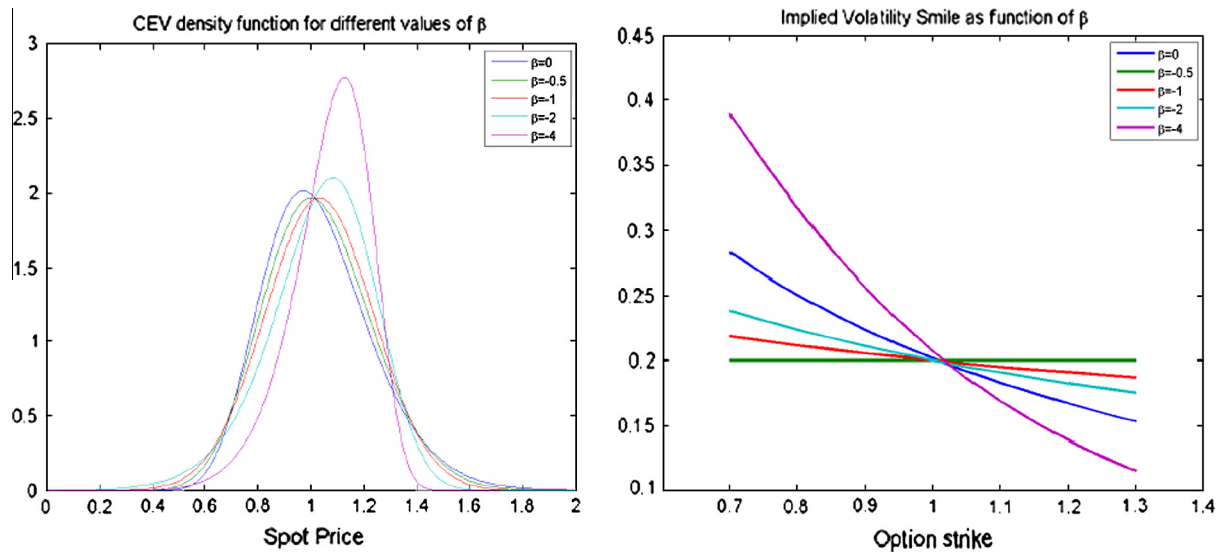 CEV density function for different values of β
3
2.5
2
1.5
1
0.5
0
0 0.2 0.4 0.6 0.8 1 1.2 1.4 1.6 1.8 2
Spot Price
β=0
β=-0.5
β=-1
β=-2
β=-4
Implied Volatility Smile as function of β
0.45
0.4
0.35
0.3
0.25
0.2
0.15
0.1
0.7 0.8 0.9 1 1.1 1.2 1.3 1.4
Option strike
β=0
β=-0.5
β=-1
β=-2
β=-4